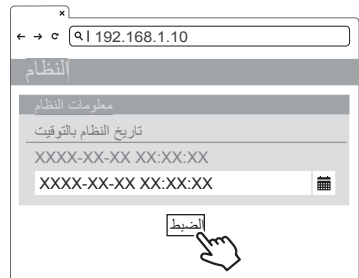 192.168.1.10
النظام
معلومات النظام
تاريخ النظام بالتوقيت
XXXX-XX-XX XX:XX:XX
XXXX-XX-XX XX:XX:XX
الضبط